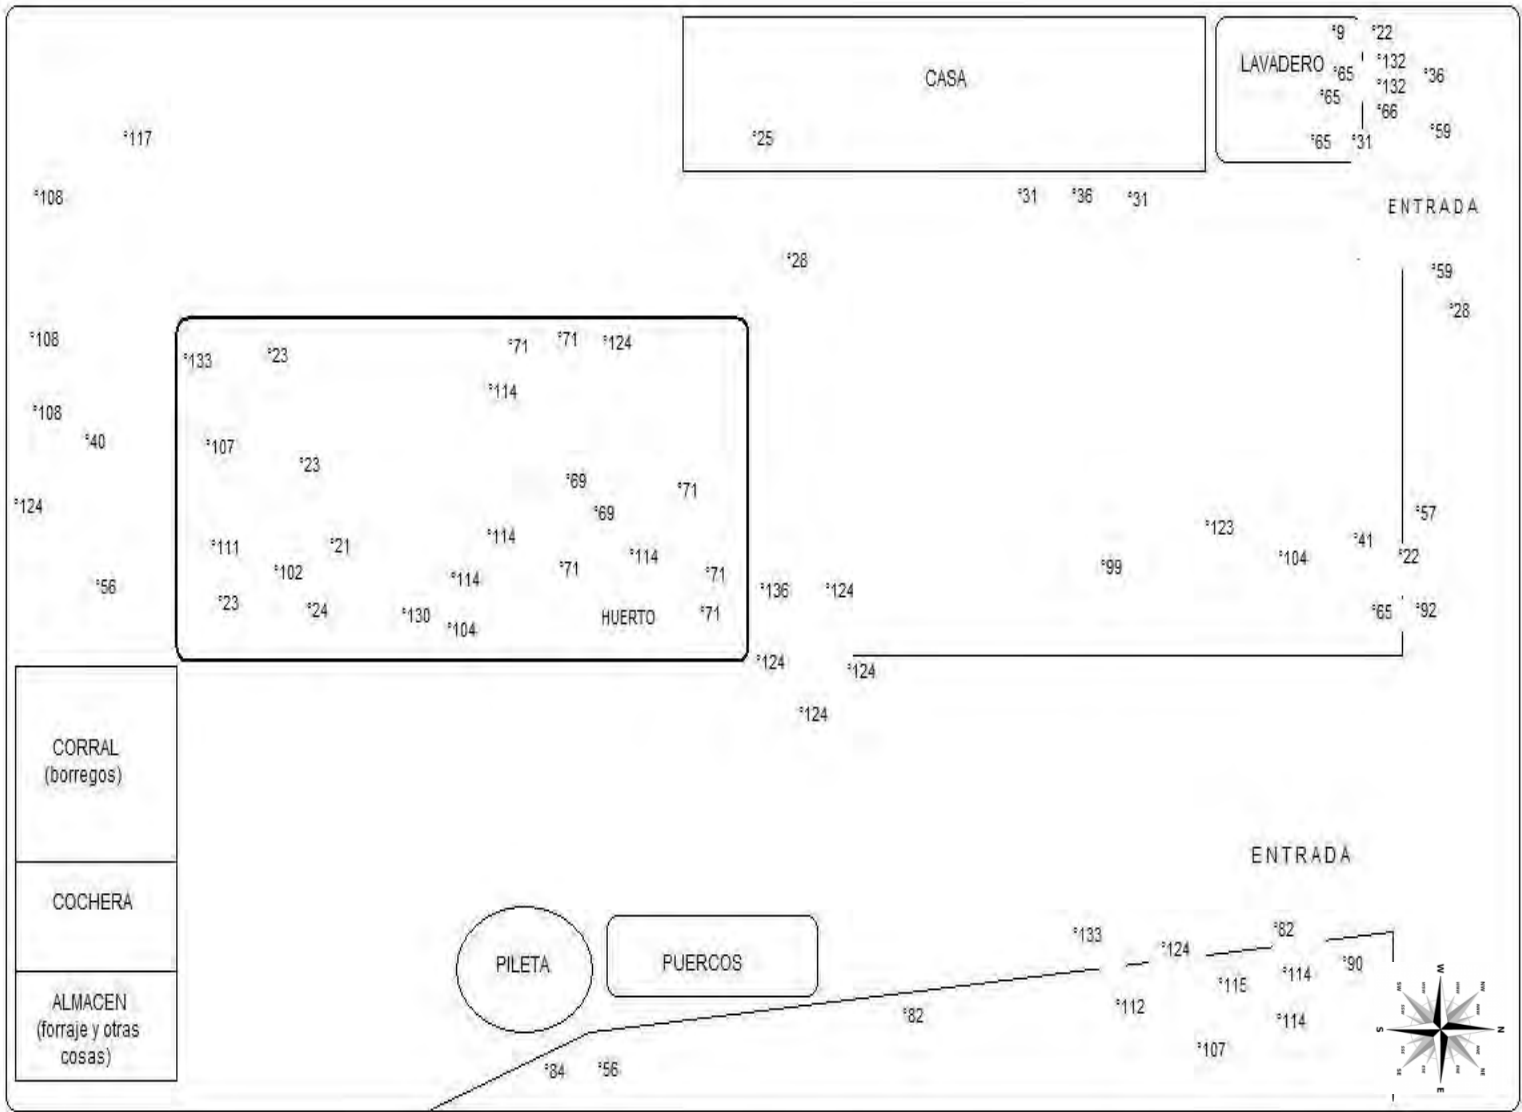 °9 °22
CASA LAVADERO °65 °132 °36
°132
°65 °66
°117 °25 °65 °31 °59
°108 °31 °36 °31 ENTRADA
°28 °59
°28
°108 °133 °23 °71 °71 °124
°114
°108
°40 °107 °23
°69 °71
°124 °69 °57
°123
°111 °21 °114 °114 °104 °41 °22
°56 °102 °114 °71 °71 °136 °124 °99
°23 °24 °130 °104 HUERTO °71 °65 °92
°124 °124
°124
CORRAL
(borregos)
ENTRADA
COCHERA
°133 °124 °82
PILETA PUERCOS °114 °90
ALMACEN
(forraje y otras
cosas)
°82 °112 °114
°107
°84 °56
W
S N
E